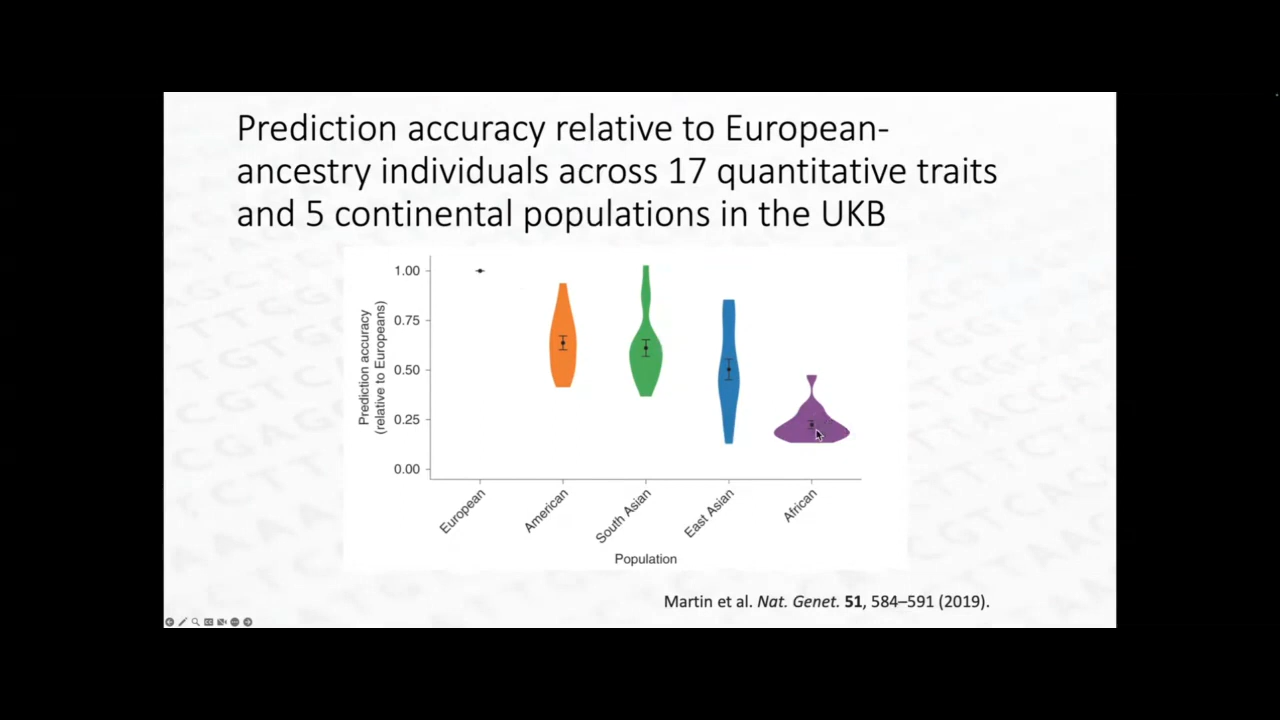 Prediction accuracy relative to European-
ancestry individuals across 17 quantitative traits
and 5 continental populations in the UKB
1.00
0.75
0.50
0.25
0.00
Prediction accuracy
(relative to Europeans)
European
American
South Asian
East Asian
African
Population
Martin et al. Nat. Genet. 51, 584–591 (2019).